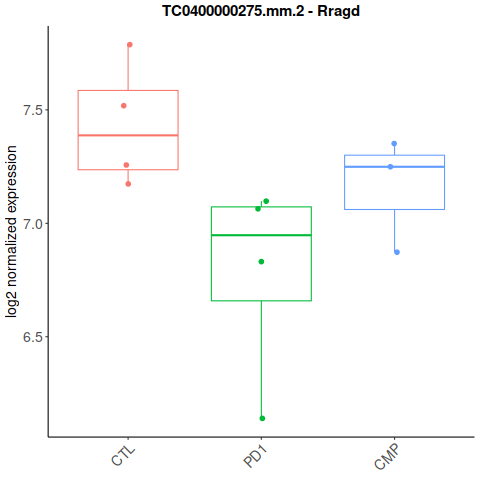 TC0400000275.mm.2 - Rragd
log2 normalized expression
7.5
7.0
6.5
CTL
PD1
CMP